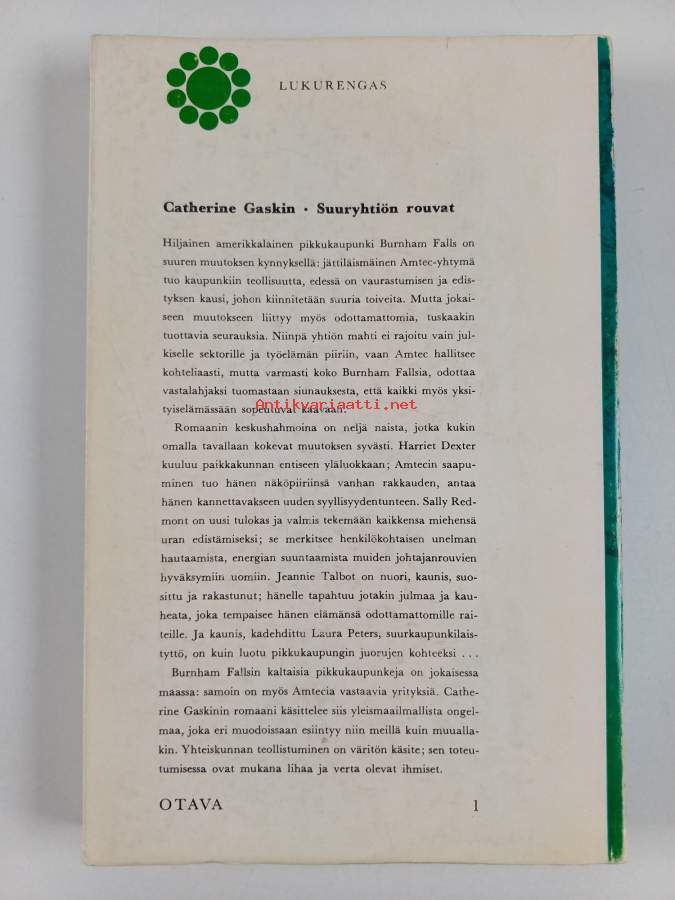 LUKURENGAS
Catherine Gaskin · Suuryhtiön rouvat
Hiljainen amerikkalainen pikkukaupunki Burnham Falls on
suuren muutoksen kynnyksellä: jättiläismäinen Amtec-yhtymä
tuo kaupunkiin teollisuutta, edessä on vaurastumisen ja edis-
tyksen kausi, johon kiinnitetään suuria toiveita. Mutta jokai-
seen muutokseen liittyy myös odottamattomia, tuskaakin
tuottavia seurauksia. Niinpä yhtiön mahti ei rajoitu vain jul-
kiselle sektorille ja työelämän piiriin, vaan Amtec hallitsee
kohteliaasti, mutta varmasti koko Burnham Fallsia, odottaa
vastalahjaksi tuomastaan siunauksesta, että kaikki myös yksi-
tyiselämässään sopeutuvat kaavaan.
Antikvariaatti.net
Romaanin keskushahmoina on neljä naista, jotka kukin
omalla tavallaan kokevat muutoksen syvästi. Harriet Dexter
kuuluu paikkakunnan entiseen yläluokkaan; Amtecin saapu-
minen tuo hänen näköpiiriinsä vanhan rakkauden, antaa
hänen kannettavakseen uuden syyllisyydentunteen. Sally Red-
mont on uusi tulokas ja valmis tekemään kaikkensa miehensä
uran edistämiseksi; se merkitsee henkilökohtaisen unelman
hautaamista, energian suuntaamista muiden johtajanrouvien
hyväksymiin uomiin. Jeannie Talbot on nuori, kaunis, suo-
sittu ja rakastunut; hänelle tapahtuu jotakin julmaa ja kau-
heata, joka tempaisee hänen elämänsä odottamattomille rai-
teille. Ja kaunis, kadehdittu Laura Peters, suurkaupunkilais-
tyttö, on kuin luotu pikkukaupungin juorujen kohteeksi . . .
Burnham Fallsin kaltaisia pikkukaupunkeja on jokaisessa
maassa: samoin on myös Amtecia vastaavia yrityksiä. Cathe-
rine Gaskinin romaani käsittelee siis yleismaailmallista ongel-
maa, joka eri muodoissaan esiintyy niin meillä kuin muualla-
kin. Yhteiskunnan teollistuminen on väritön käsite; sen toteu-
tumisessa ovat mukana lihaa ja verta olevat ihmiset.
OTAVA 1